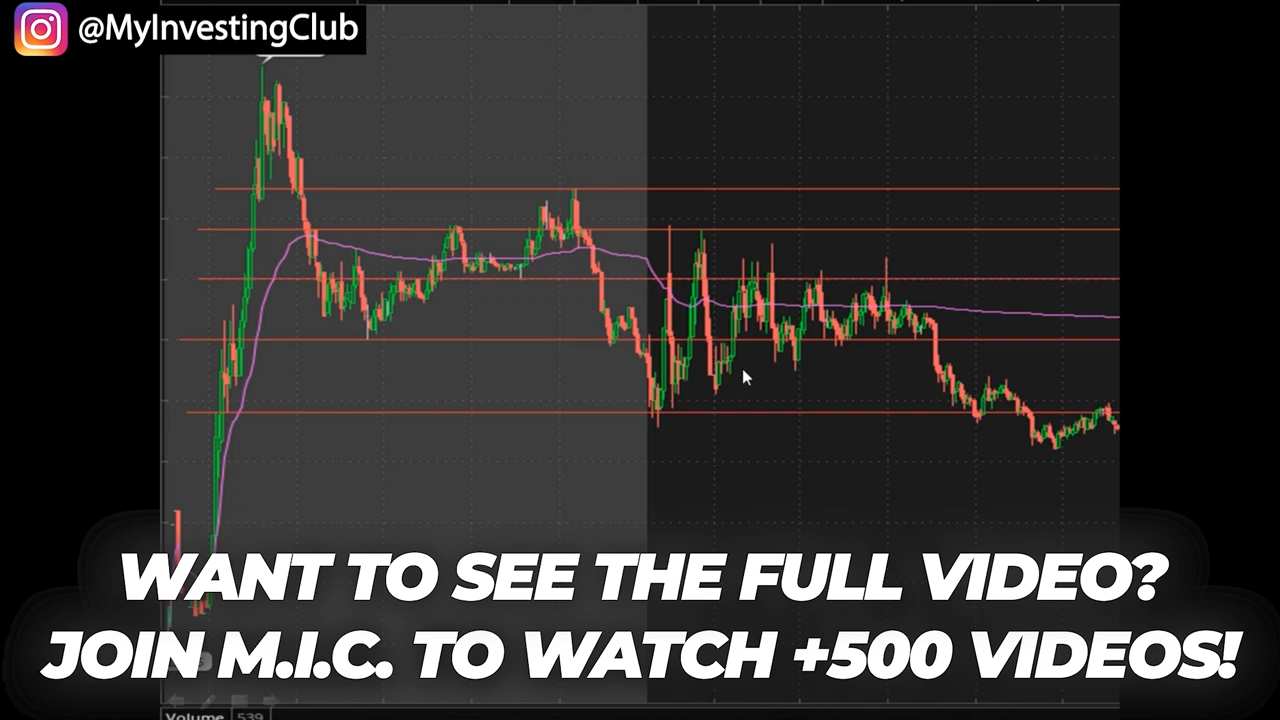 @MyInvestingClub
WANT TO SEE THE FULL VIDEO?
JOIN M.I.C. TO WATCH +500 VIDEOS!
Volume 539